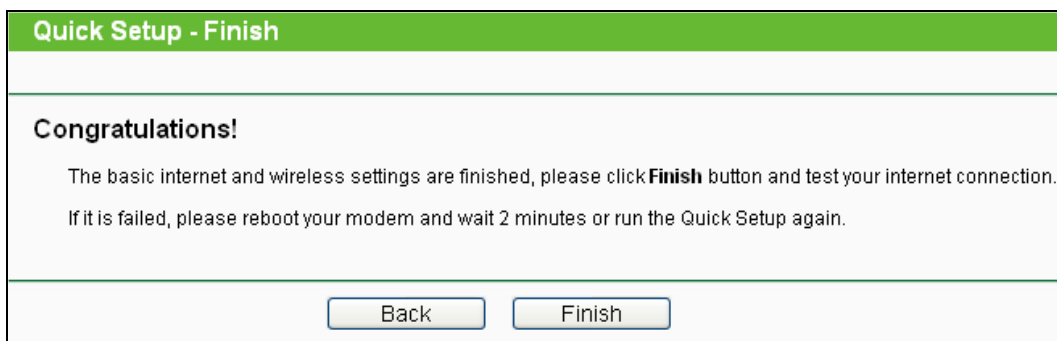 Quick Setup - Finish
Congratulations!
The basic internet and wireless settings are finished, please click Finish button and test your internet connection.
If it is failed, please reboot your modem and wait 2 minutes or run the Quick Setup again.
Back Finish